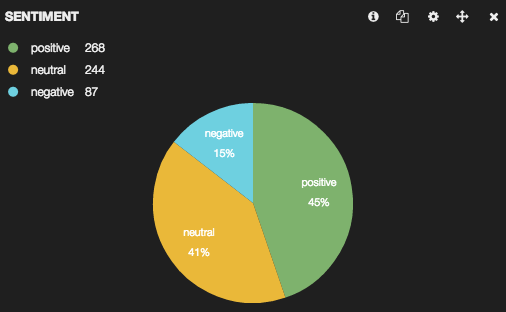 SENTIMENT
positive 268
neutral 244
negative 87
negative
15%
positive
45%
neutral
41%